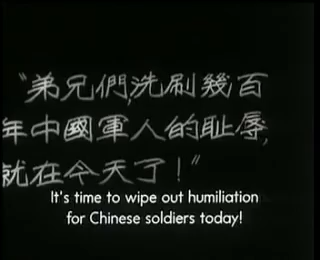 "弟兄們,洗刷幾百
年中國軍人的耻辱,
就在今天了!"
It's time to wipe out humiliation
for Chinese soldiers today!